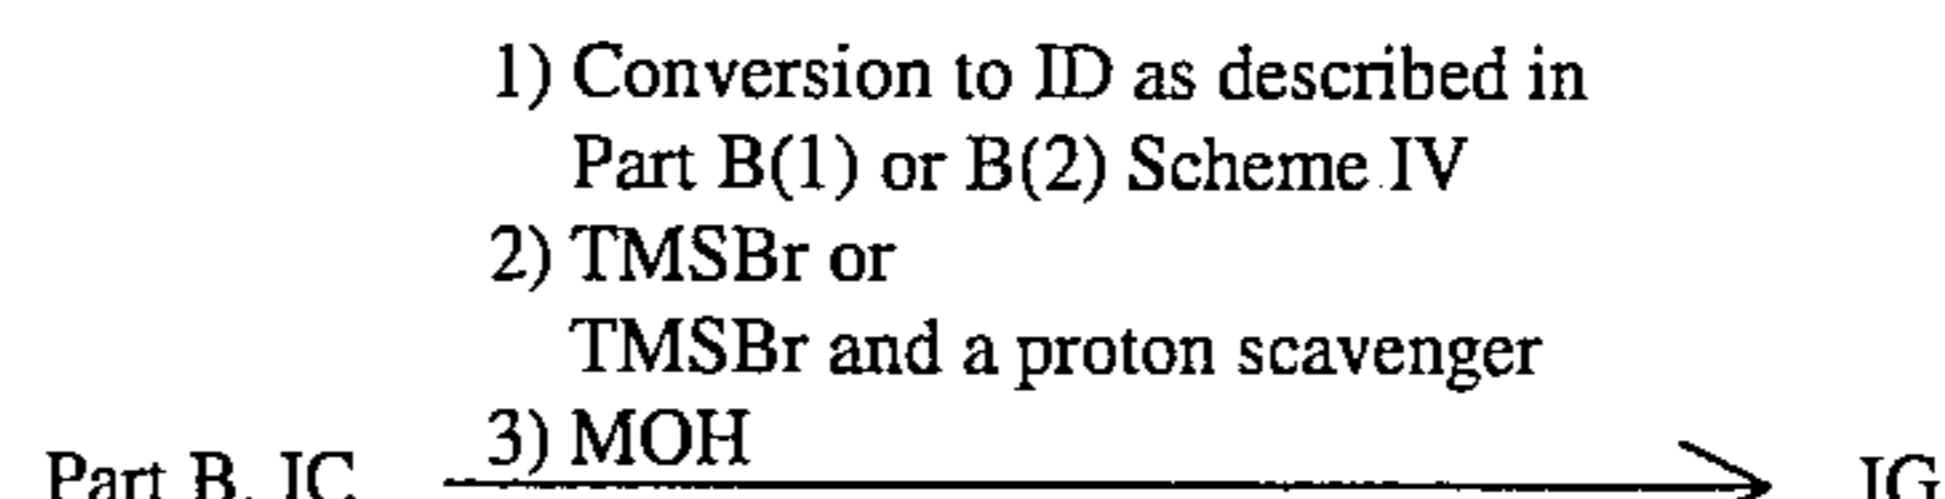 1) Conversion to ID as described in
Part B(1) or B(2) Scheme IV
2) TMSBr or
TMSBr and a proton scavenger
3) MOH
Part B, IC IG